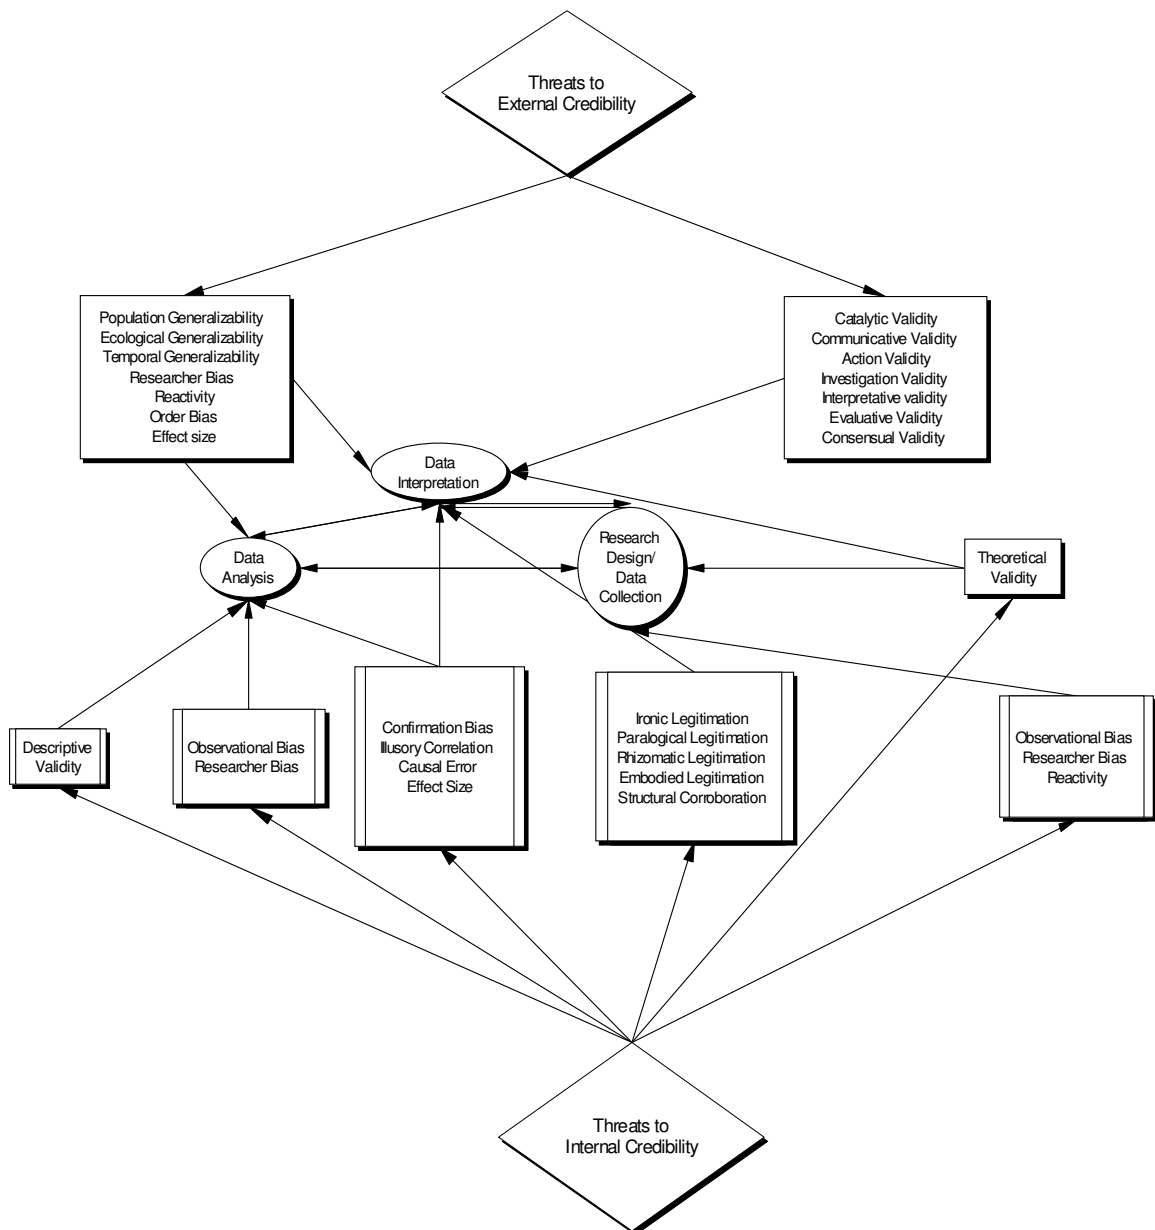 Threats to
External Credibility
Population Generalizability
Ecological Generalizability
Temporal Generalizability
Researcher Bias
Reactivity
Order Bias
Effect size
Catalytic Validity
Communicative Validity
Action Validity
Investigation Validity
Interpretative validity
Evaluative Validity
Consensual Validity
Data
Interpretation
Data
Analysis
Research
Design/
Data
Collection
Theoretical
Validity
Descriptive
Validity
Observational Bias
Researcher Bias
Confirmation Bias
Illusory Correlation
Causal Error
Effect Size
Ironic Legitimation
Paralogical Legitimation
Rhizomatic Legitimation
Embodied Legitimation
Structural Corroboration
Observational Bias
Researcher Bias
Reactivity
Threats to
Internal Credibility